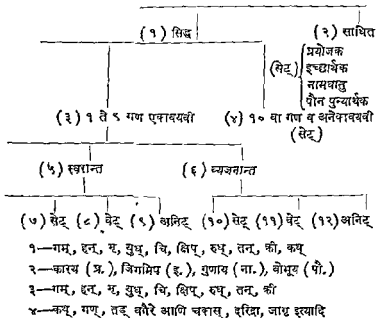 (१) सिद्ध (२) साधित
(सेट्) प्रयोजक
इच्छार्थक
नामधातु
पौन पुन्यार्थक
(३) १ ते ९ गण एकावयवी (४) १० वा गण व अनेकावयवी
(सेट्)
(५) स्वरान्त (६) व्यञ्जनान्त
(७) सेट् (८) वेट् (९) अनिट् (१०) सेट् (११) वेट् (१२) अनिट्
१—गम्, हन्, मृ, युध्, चि, क्षिप्, रुध्, तन्, क्री, कथ्
२—कारय (प्र.), जिगमिष (इ.), गुणाय (ना.), बोभूय (पौ.)
३—गम्, हन्, मृ, युध्, चि, क्षिप्, रुध्, तन्, क्री
४—कथ्, गण्, तड् वगैरे आणि चकास्, दरिद्रा, जागृ इत्यादि